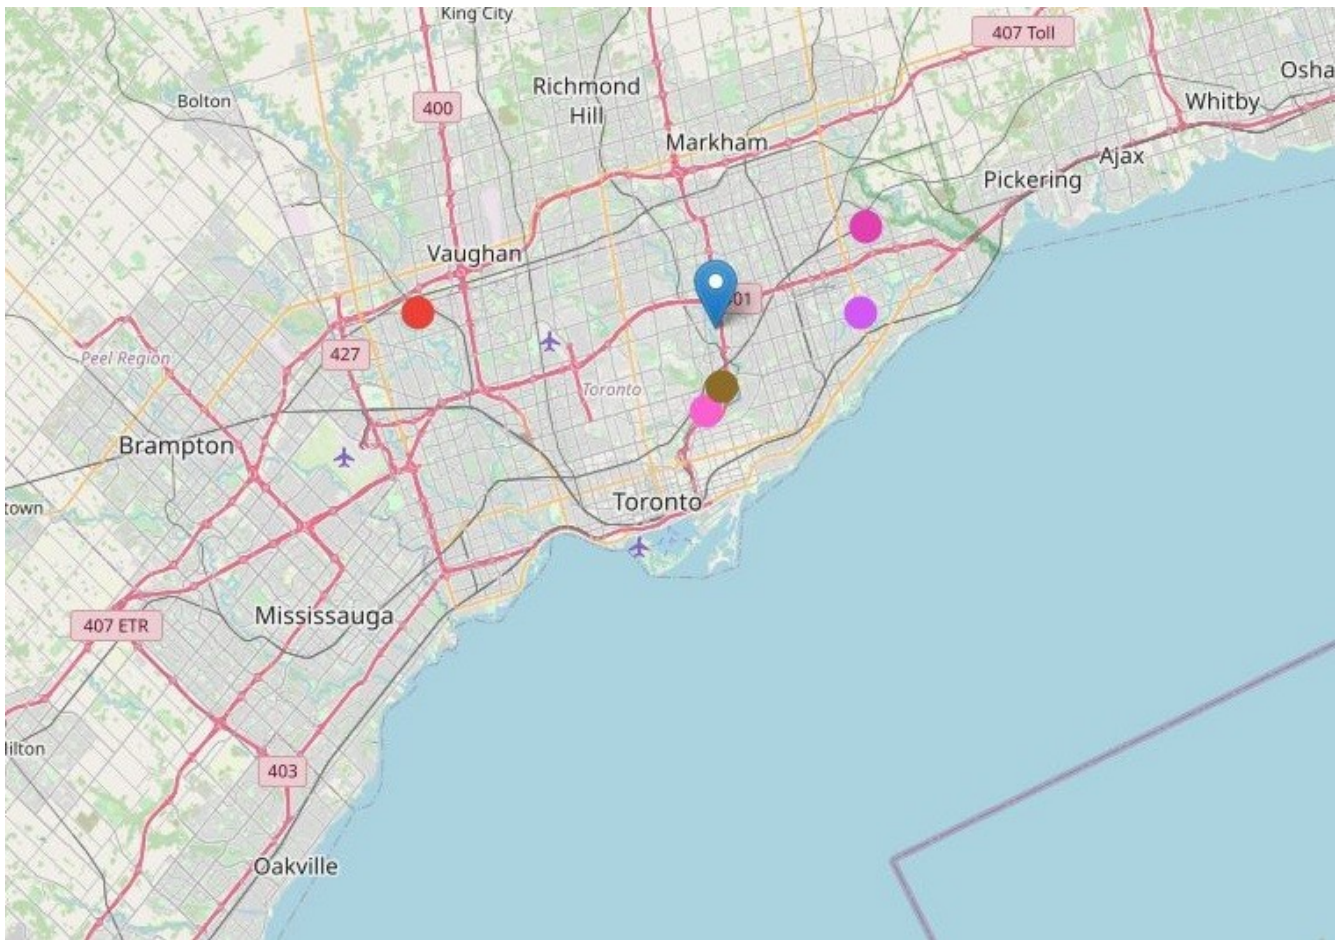 King City
407 Toll
Osha
Richmond
Hill
Bolton
400
Whitby
Markham
Ajax
Pickering
Vaughan
01
427
Peel Region
Toronto
Brampton
town
Toronto
Mississauga
407 ETR
ilton
403
Oakville